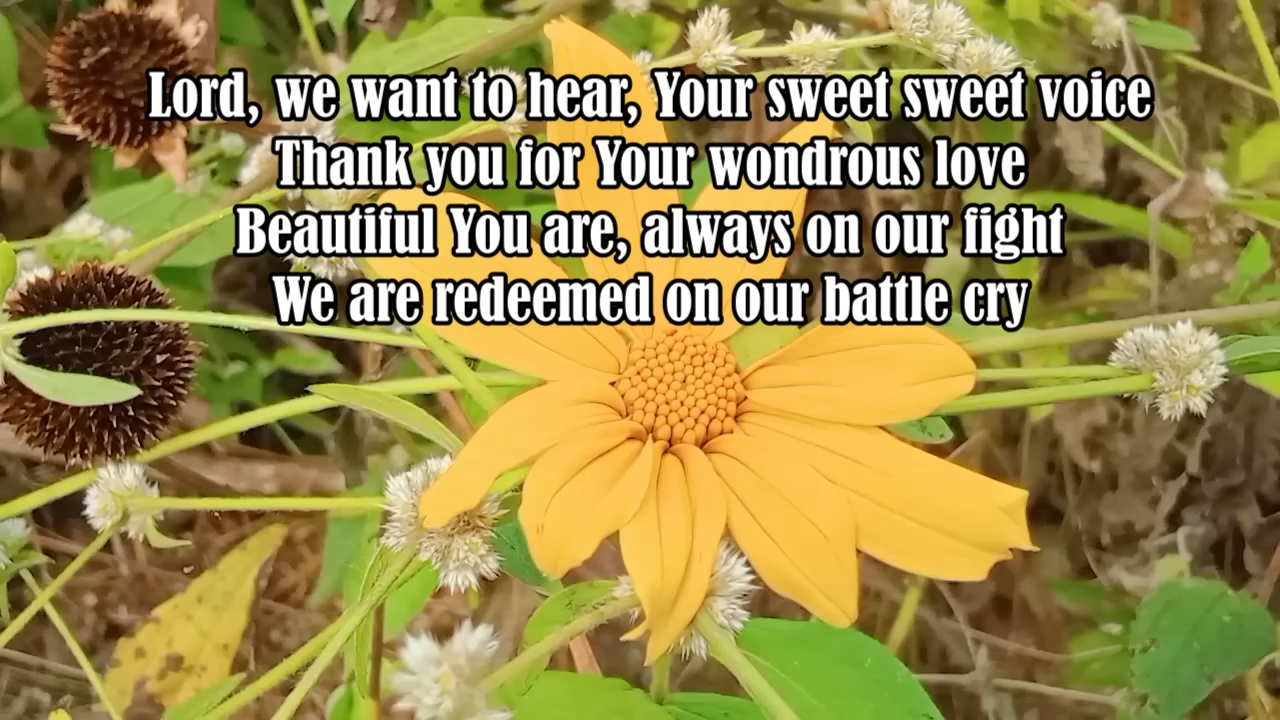 Lord, we want to hear, Your sweet sweet voice
Thank you for Your wondrous love
Beautiful You are, always on our fight
We are redeemed on our battle cry